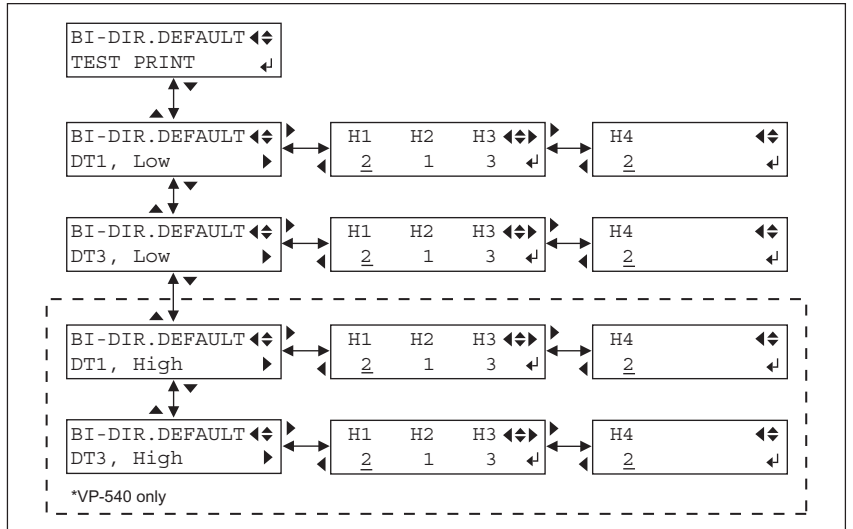 BI-DIR.DEFAULT
TEST PRINT
BI-DIR.DEFAULT
DT1, Low
H1 H2 H3
2 1 3
H4
2
BI-DIR.DEFAULT
DT3, Low
H1 H2 H3
2 1 3
H4
2
BI-DIR.DEFAULT
DT1, High
H1 H2 H3
2 1 3
H4
2
BI-DIR.DEFAULT
DT3, High
H1 H2 H3
2 1 3
H4
2
*VP-540 only